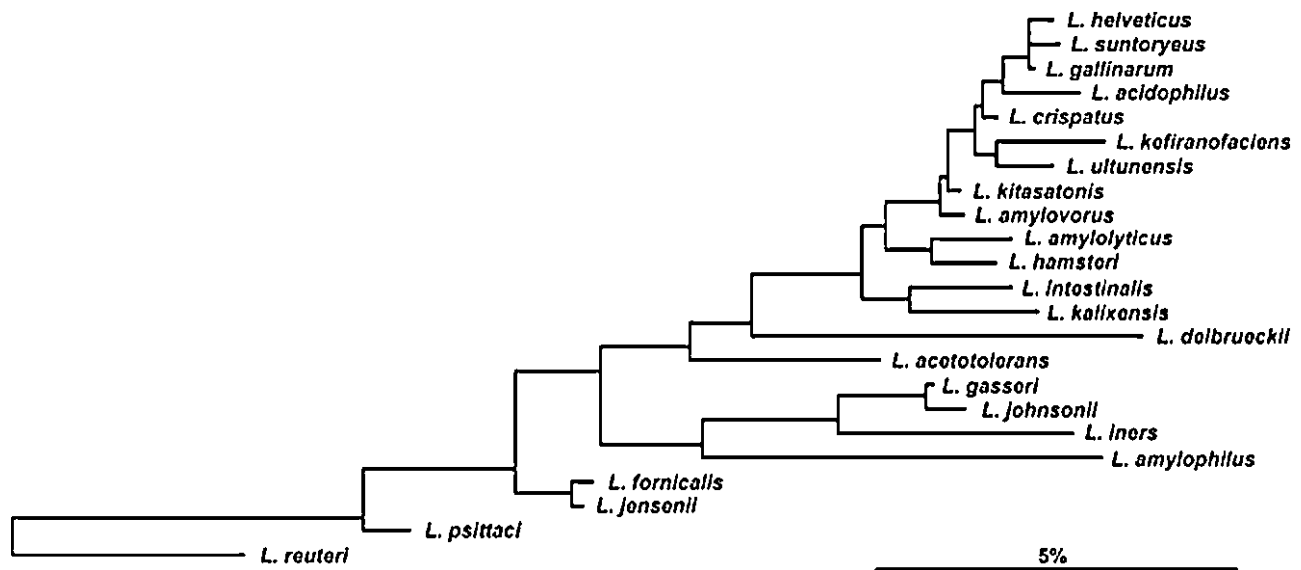 L. helveticus
L. suntoryeus
L. gallinarum
L. acidophilus
L. crispatus
L. kefiranofaciens
L. ultunensis
L. kitasatonis
L. amylovorus
L. amylolyticus
L. hamsteri
L. intestinalis
L. kalixensis
L. delbrueckii
L. acetotolerans
L. gasseri
L. johnsonii
L. iners
L. amylophilus
L. fornicalis
L. jensenii
L. psittaci
L. reuteri
5%